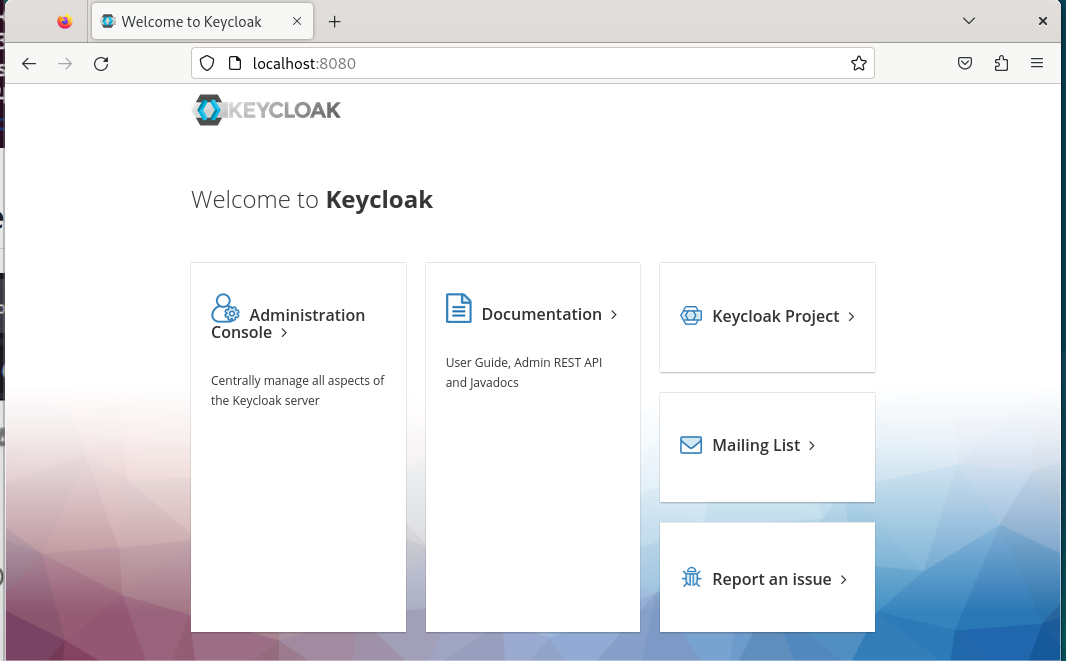 Welcome to Keycloak
localhost:8080
KEYCLOAK
Welcome to Keycloak
Administration
Console
Centrally manage all aspects of
the Keycloak server
Documentation
User Guide, Admin REST API
and Javadocs
Keycloak Project
Mailing List
Report an issue